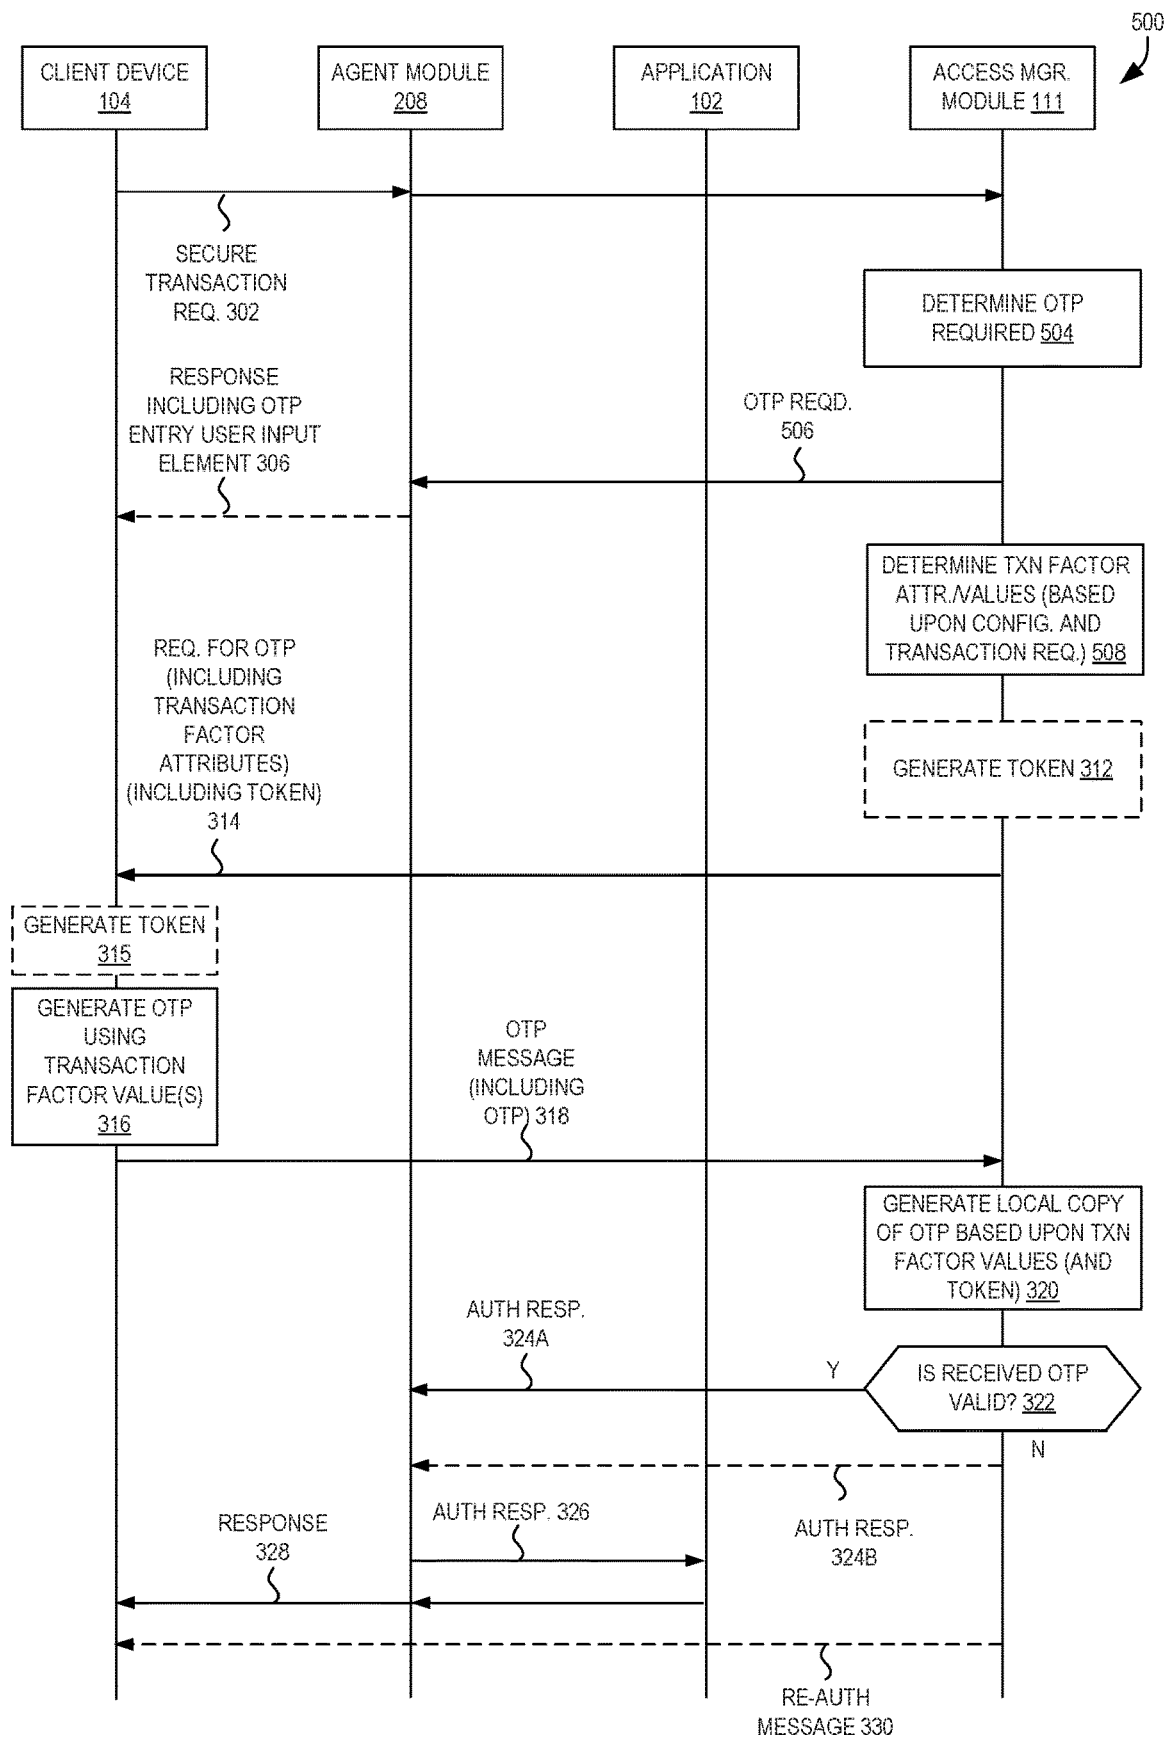 500
CLIENT DEVICE
104
AGENT MODULE
208
APPLICATION
102
ACCESS MGR.
MODULE 111
SECURE
TRANSACTION
REQ. 302
DETERMINE OTP
REQUIRED 504
RESPONSE
INCLUDING OTP
ENTRY USER INPUT
ELEMENT 306
OTP REQD.
506
DETERMINE TXN FACTOR
ATTR./VALUES (BASED
UPON CONFIG. AND
TRANSACTION REQ.) 508
REQ. FOR OTP
(INCLUDING
TRANSACTION
FACTOR
ATTRIBUTES)
(INCLUDING TOKEN)
314
GENERATE TOKEN 312
GENERATE TOKEN
315
GENERATE OTP
USING
TRANSACTION
FACTOR VALUE(S)
316
OTP
MESSAGE
(INCLUDING
OTP) 318
GENERATE LOCAL COPY
OF OTP BASED UPON TXN
FACTOR VALUES (AND
TOKEN) 320
AUTH RESP.
324A
Y
IS RECEIVED OTP
VALID? 322
N
AUTH RESP.
324B
AUTH RESP. 326
RESPONSE
328
RE-AUTH
MESSAGE 330